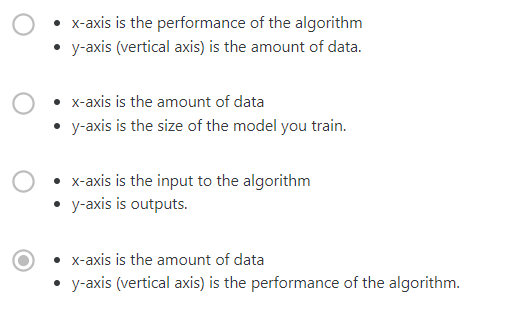 • x-axis is the performance of the algorithm
• y-axis (vertical axis) is the amount of data.
• x-axis is the amount of data
• y-axis is the size of the model you train.
• x-axis is the input to the algorithm
• y-axis is outputs.
• x-axis is the amount of data
• y-axis (vertical axis) is the performance of the algorithm.